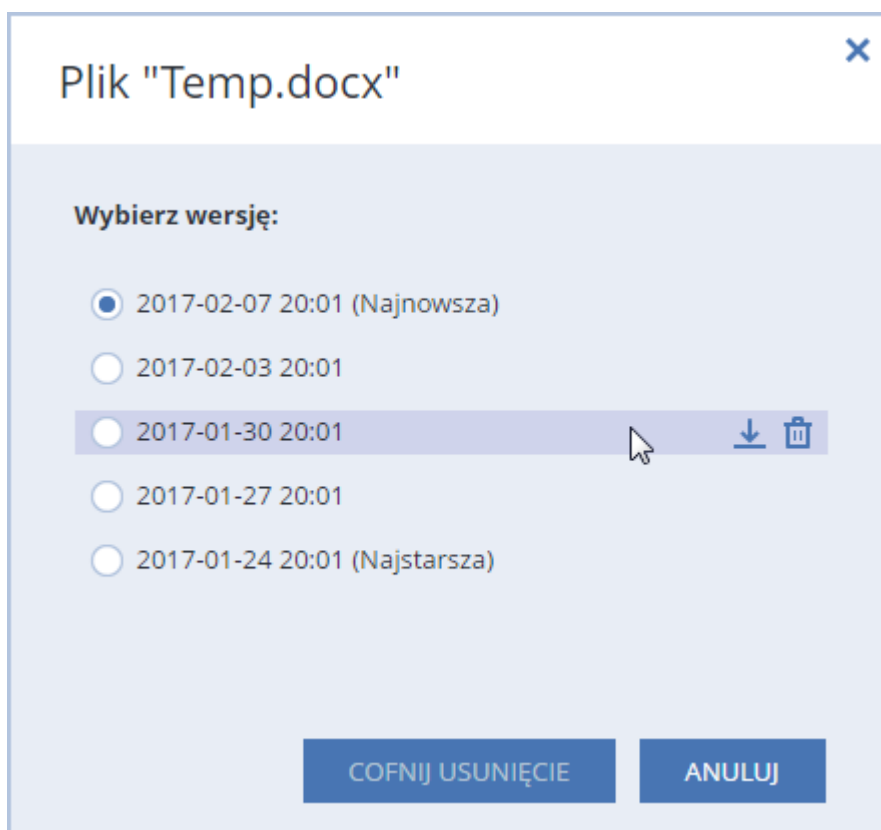 Plik "Temp.docx"
Wybierz wersję:
2017-02-07 20:01 (Najnowsza)
2017-02-03 20:01
2017-01-30 20:01
2017-01-27 20:01
2017-01-24 20:01 (Najstarsza)
COFNIJ USUNIĘCIE ANULUJ